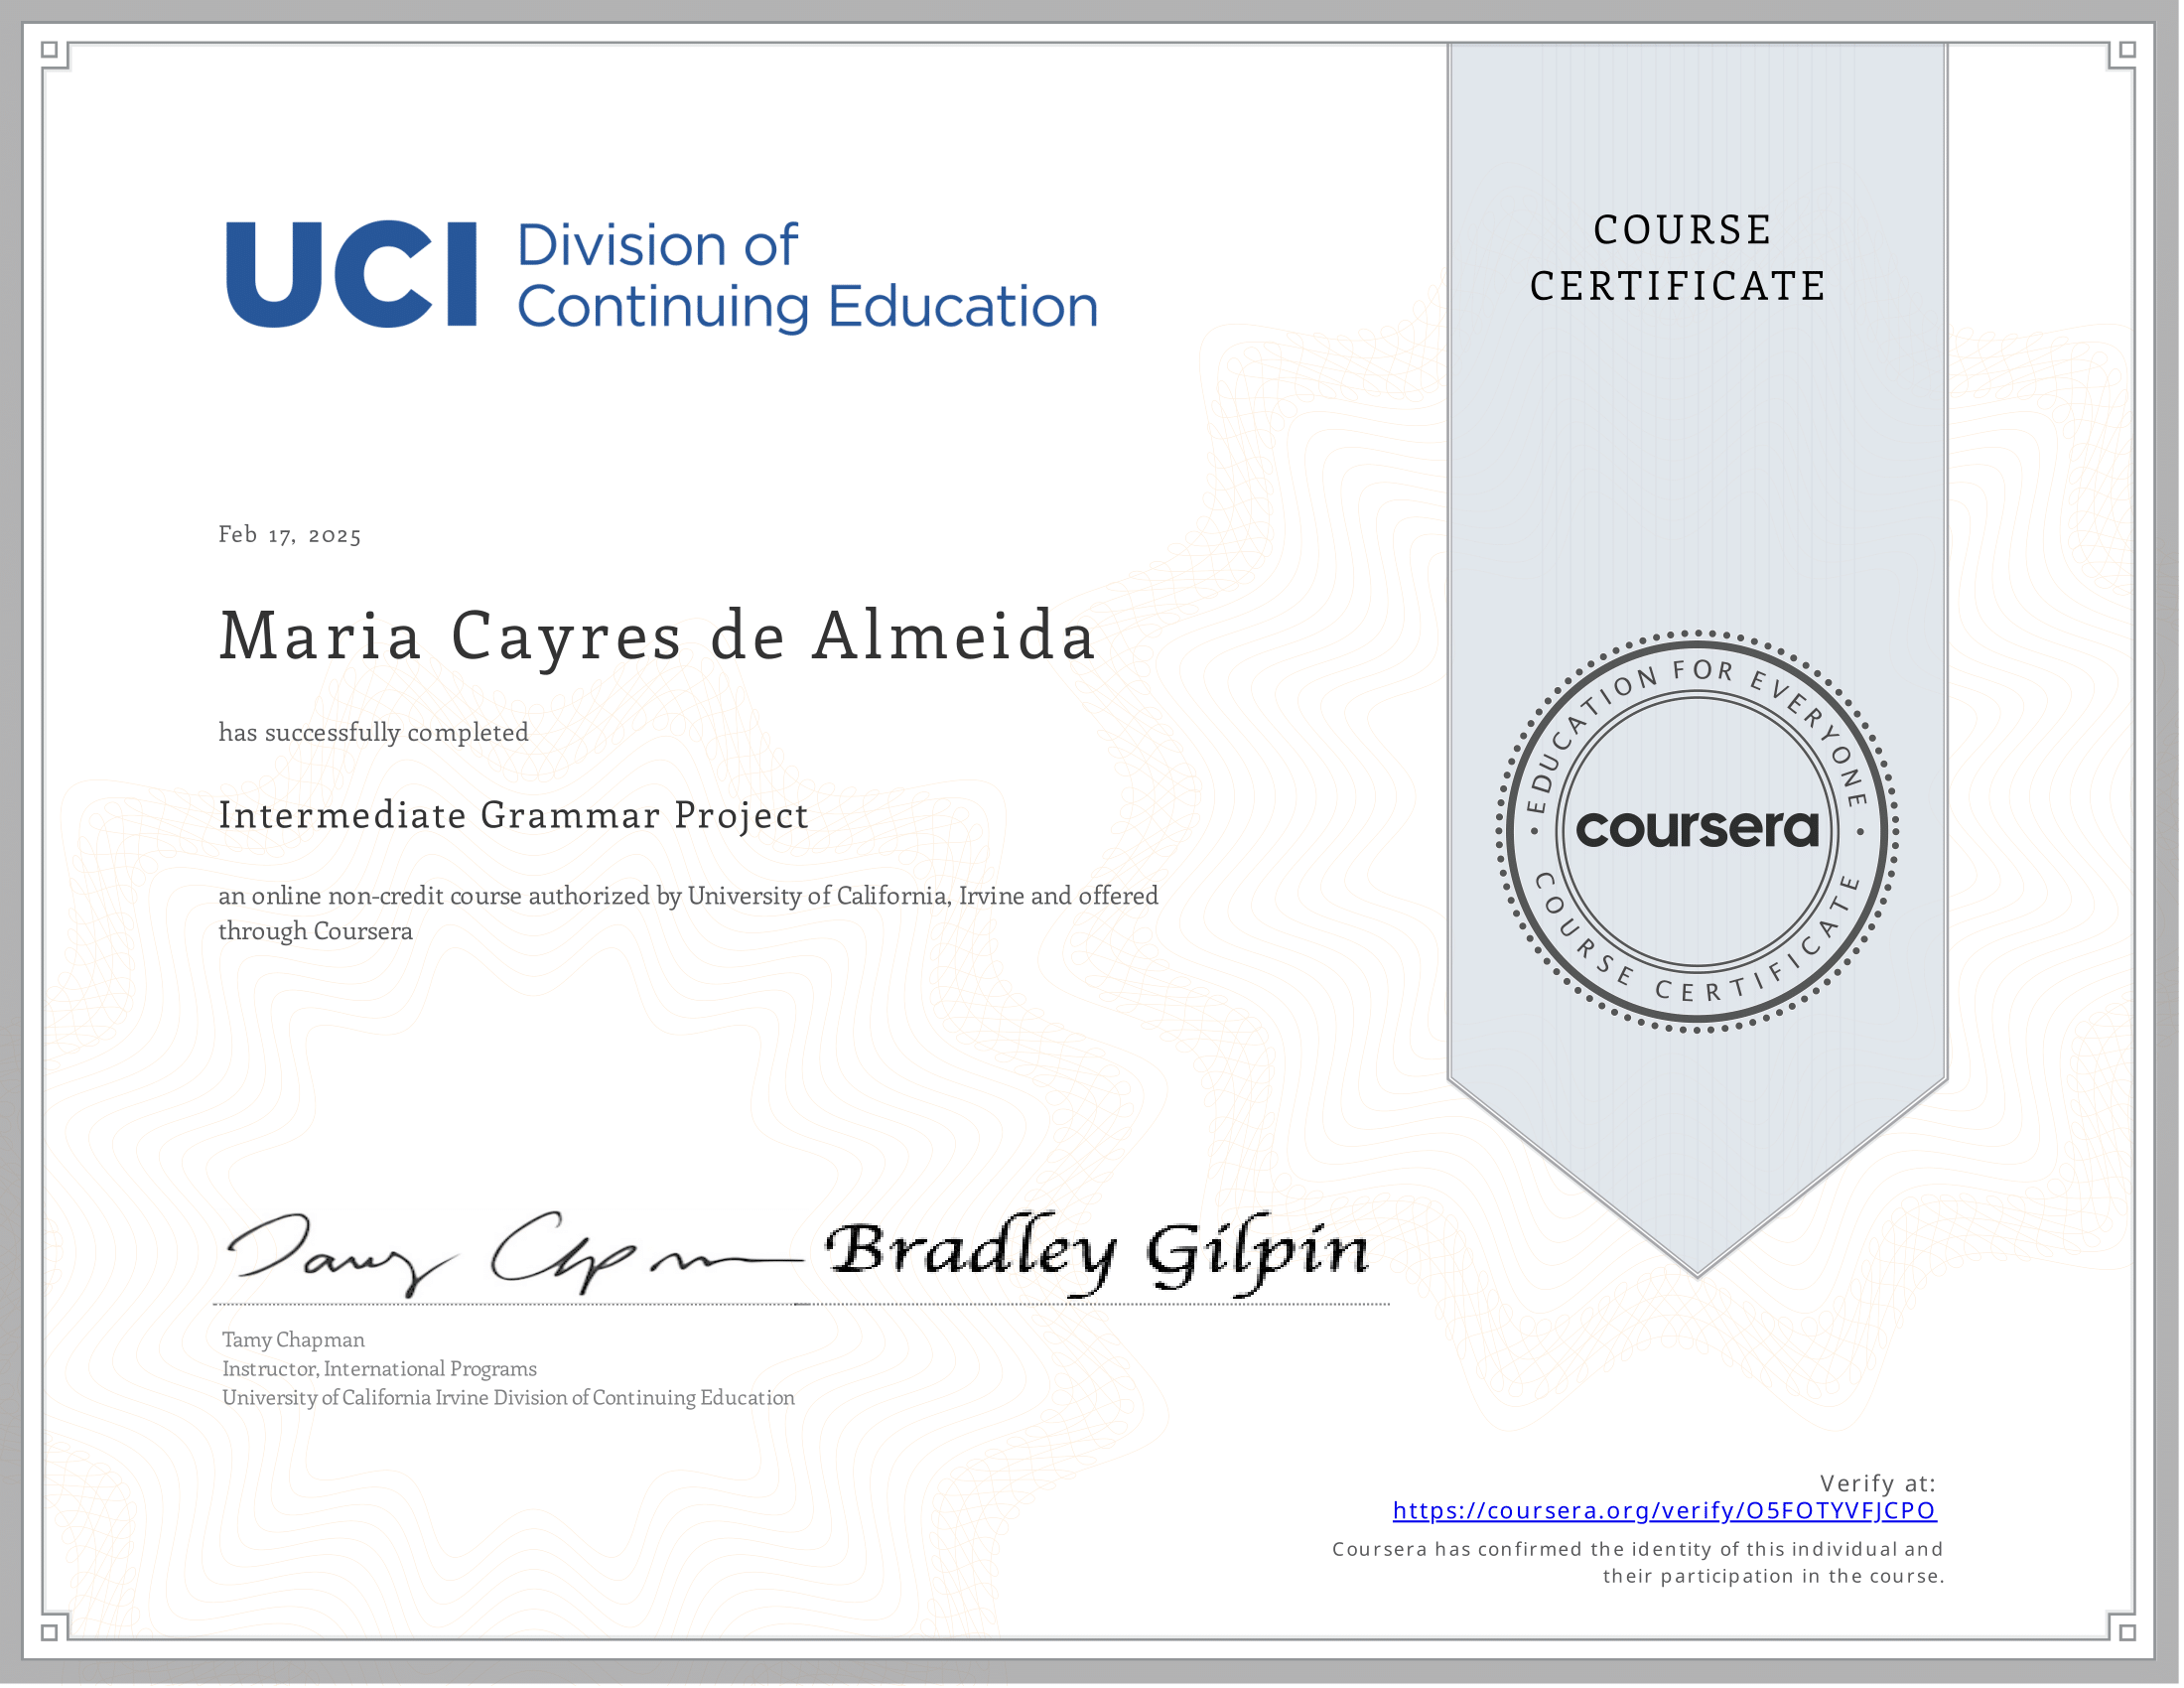 UCI Division of
Continuing Education
COURSE
CERTIFICATE
Feb 17, 2025
Maria Cayres de Almeida
has successfully completed
Intermediate Grammar Project
an online non-credit course authorized by University of California, Irvine and offered
through Coursera
EDUCATION FOR EVERYONE
coursera
COURSE CERTIFICATE
Tamy Chapman
Bradley Gilpin
Tamy Chapman
Instructor, International Programs
University of California Irvine Division of Continuing Education
Verify at:
https://coursera.org/verify/O5FOTYVFJCPO
Coursera has confirmed the identity of this individual and
their participation in the course.